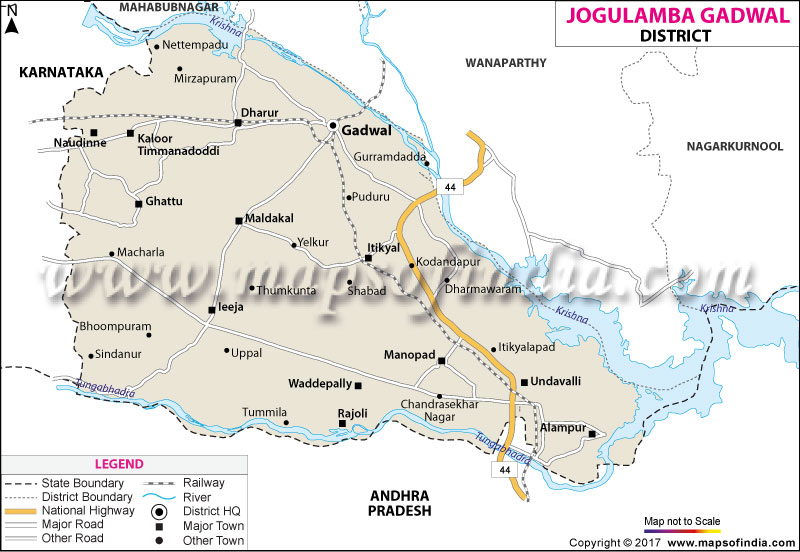 MAHABUBNAGAR
JOGULAMBA GADWAL
DISTRICT
N
Krishna
Nettempadu
WANAPARTHY
KARNATAKA
Mirzapuram
Dharur
Gadwal
Naudinne
Kaloor
Timmanadoddi
NAGARKURNOOL
Gurramdadda
44
Ghattu
Puduru
Maldakal
Yelkur
Itikyal
Macharla
Kodandapur
www.mapsofindia.com
Thumkunta
Shabad
Dharmawaram
Ieeja
Krishna
Krishna
Bhoompuram
Sindanur
Uppal
Manopad
Itikyalapad
Tungabhadra
Waddepally
Undavalli
Chandrasekhar
Nagar
Tummila
Rajoli
Alampur
Tungabhadra
44
LEGEND
State Boundary
District Boundary
National Highway
Major Road
Other Road
Railway
River
District HQ
Major Town
Other Town
ANDHRA
PRADESH
Map not to Scale
Copyright © 2017 www.mapsofindia.com